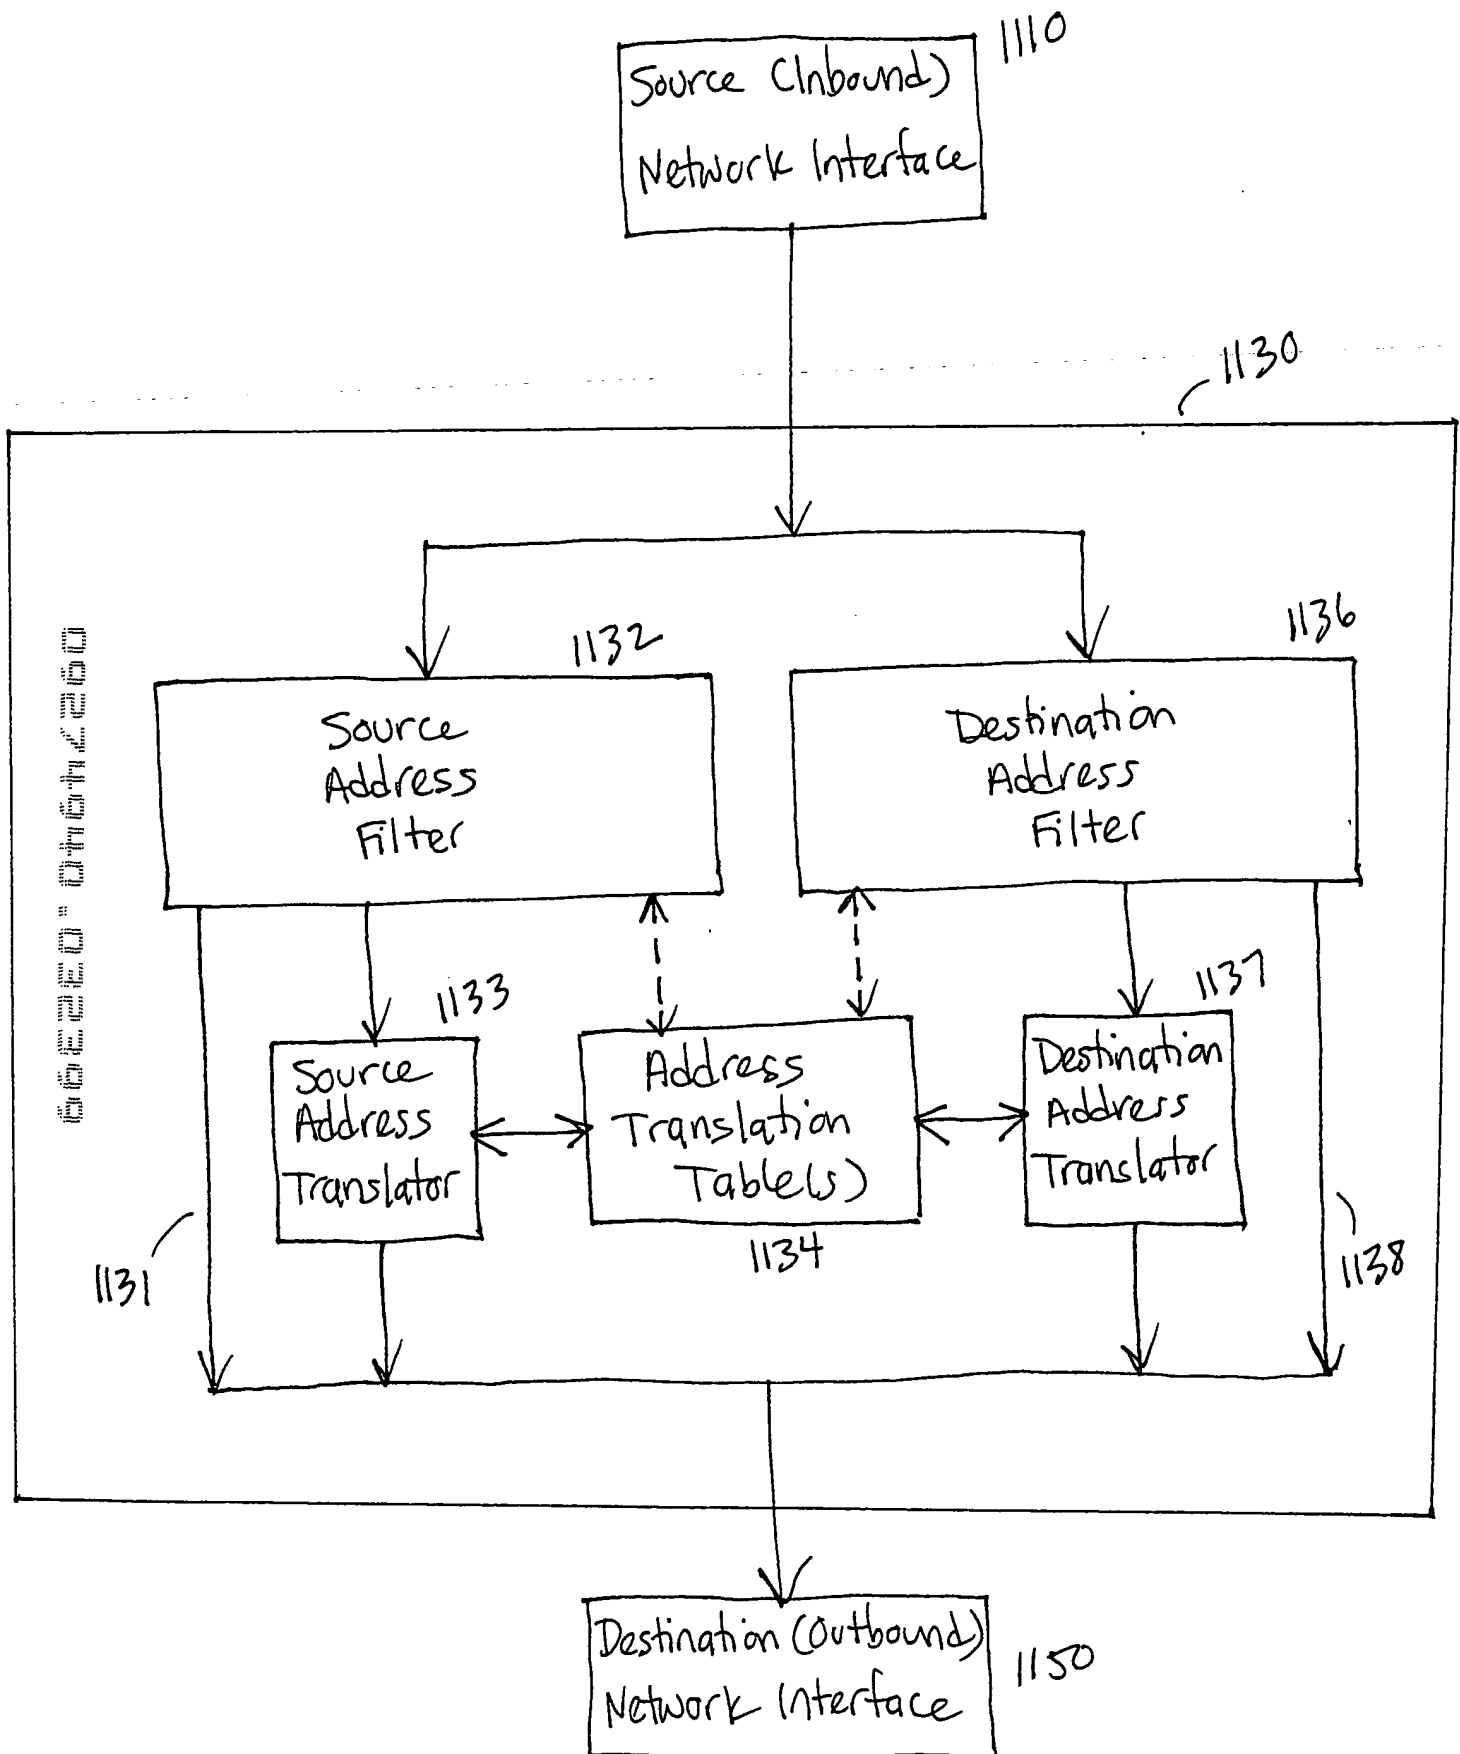 1110
Source (Inbound)
Network Interface
1130
1132
1136
Source
Address
Filter
Destination
Address
Filter
1133
1137
Source
Address
Translator
Address
Translation
Table(s)
Destination
Address
Translator
1134
1131
1138
Destination (Outbound)
Network Interface
1150